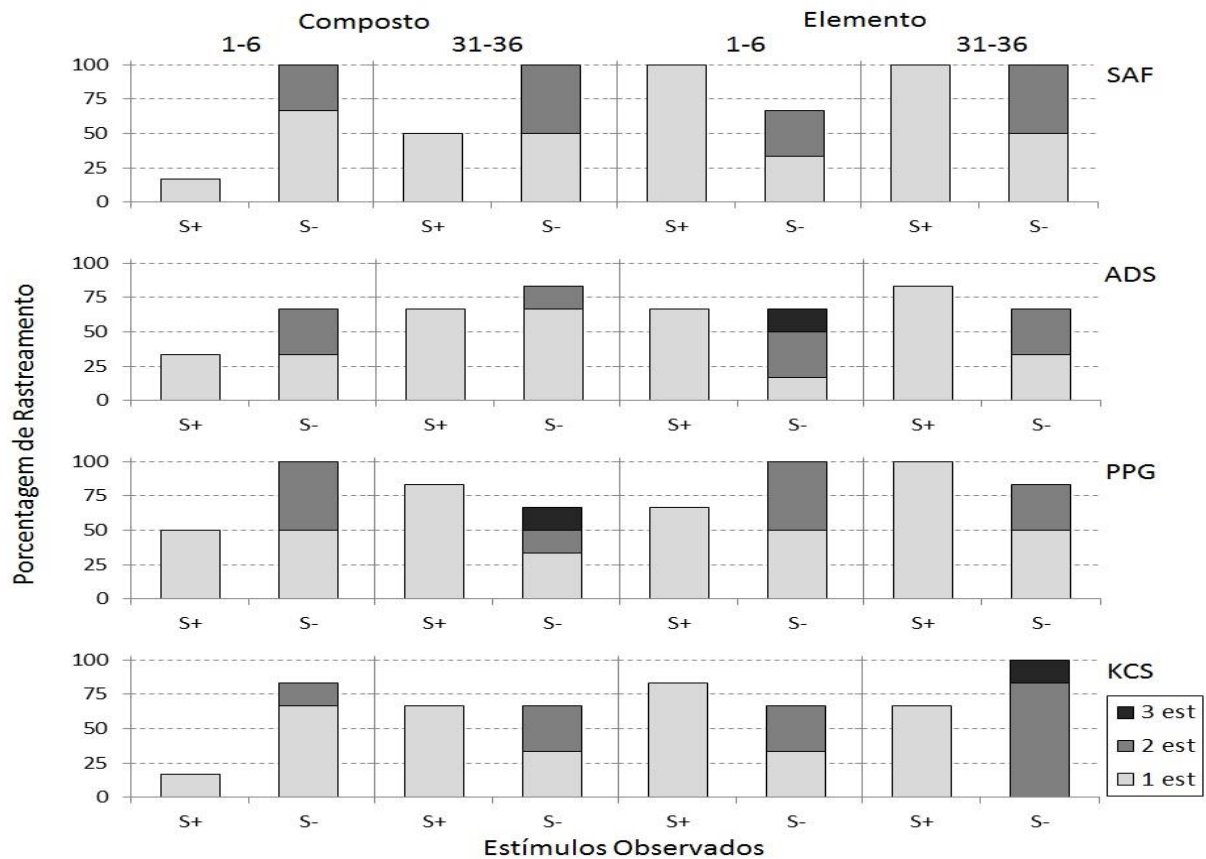 Composto Elemento
1-6 31-36 1-6 31-36
SAF
100
75
50
25
0
S+ S- S+ S- S+ S- S+ S-
ADS
100
75
50
25
0
S+ S- S+ S- S+ S- S+ S-
PPG
100
75
50
25
0
S+ S- S+ S- S+ S- S+ S-
KCS
100
75
50
25
0
S+ S- S+ S- S+ S- S+ S-
3 est
2 est
1 est
Porcentagem de Rastreamento
Estímulos Observados